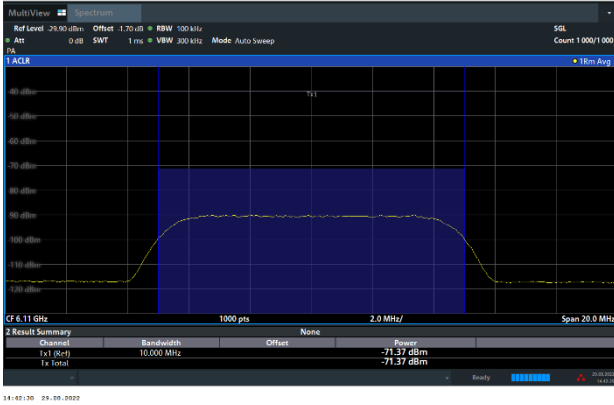 MultiView Spectrum
Ref Level -29.90 dBm Offset -1.70 dB RBW 100 kHz SGL
Att 0 dB SWT 1 ms VBW 300 kHz Mode Auto Sweep Count 1 000/1 000
PA
1 ACLR 1Rm Avg
Tx1
-40 dBm
-50 dBm
-60 dBm
-70 dBm
-80 dBm
-90 dBm
-100 dBm
-110 dBm
-120 dBm
CF 6.11 GHz 1000 pts 2.0 MHz/ Span 20.0 MHz
2 Result Summary None
Channel Bandwidth Offset Power
Tx1 (Ref) 10.000 MHz -71.37 dBm
Tx Total -71.37 dBm
Ready 29.08.2022
14:42:30 29.08.2022